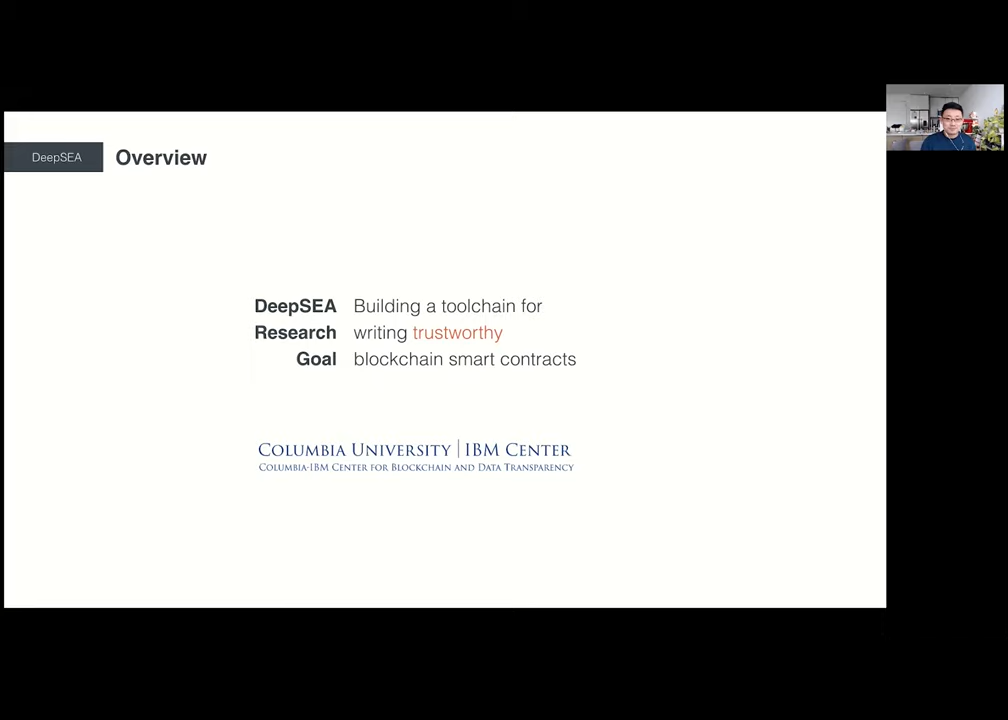 DeepSEA Overview
DeepSEA Building a toolchain for
Research writing trustworthy
Goal blockchain smart contracts
COLUMBIA UNIVERSITY | IBM CENTER
COLUMBIA-IBM CENTER FOR BLOCKCHAIN AND DATA TRANSPARENCY